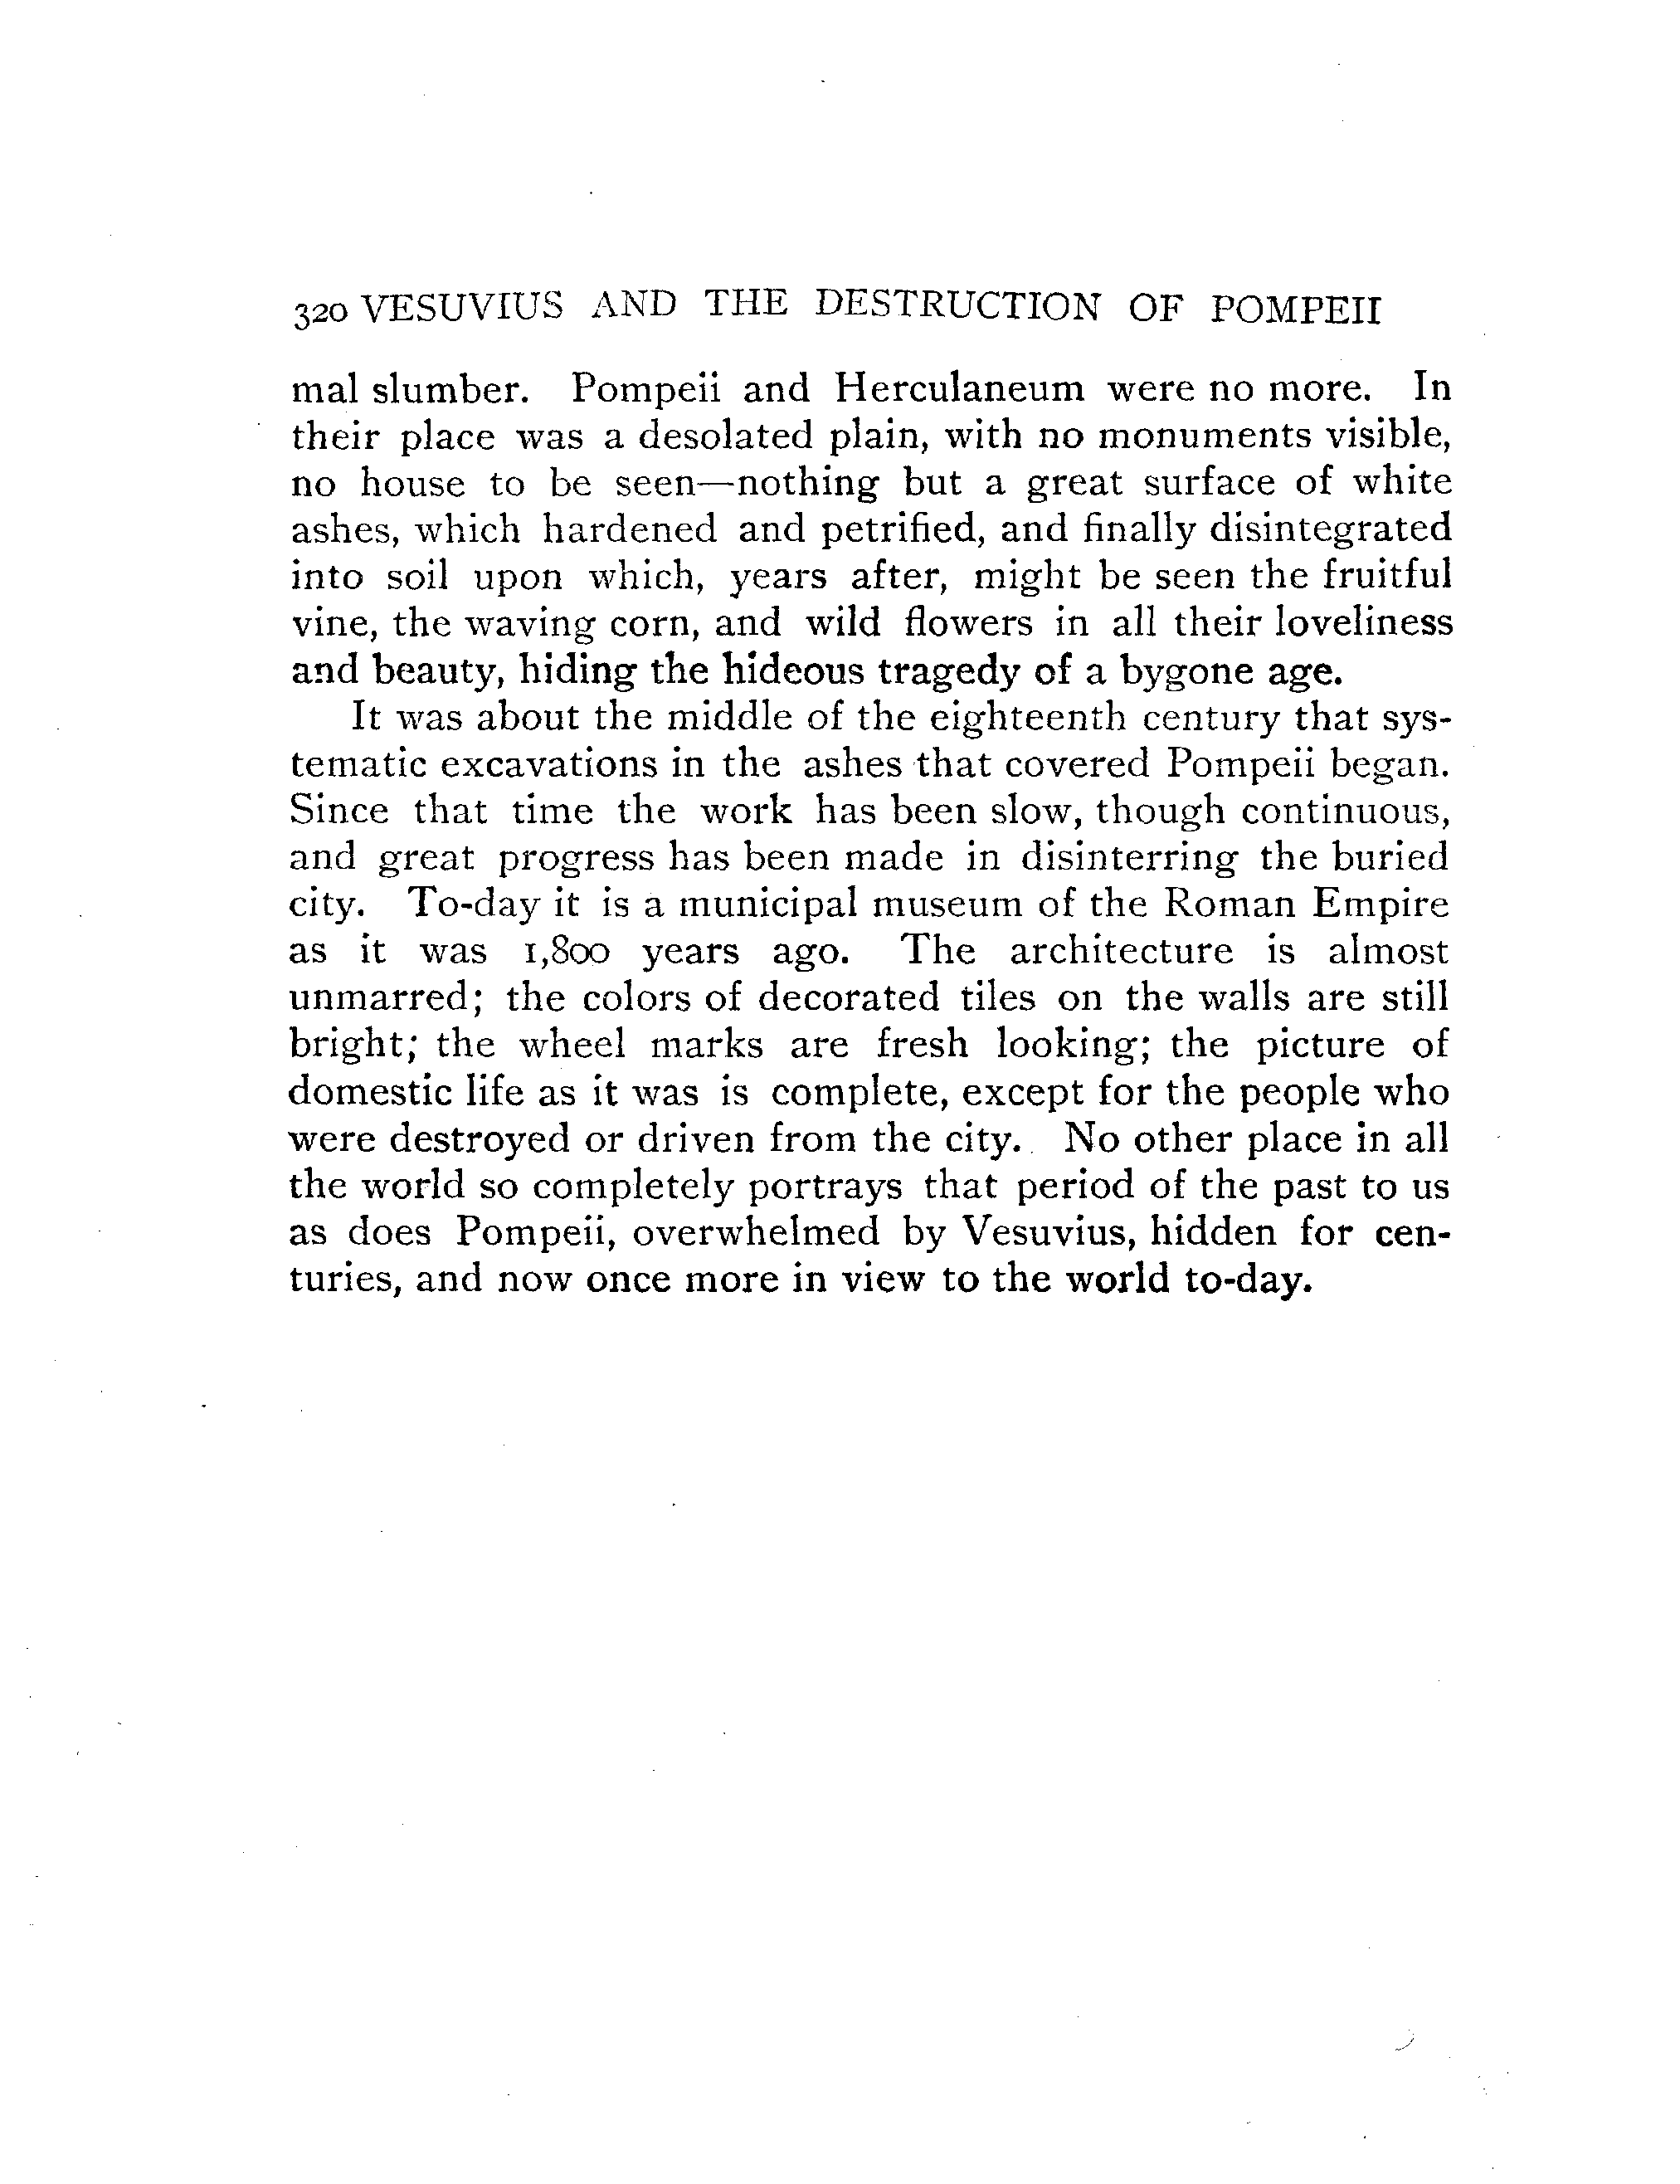 320 VESUVIUS AND THE DESTRUCTION OF POMPEII
mal slumber. Pompeii and Herculaneum were no more. In
their place was a desolated plain, with no monuments visible,
no house to be seen—nothing but a great surface of white
ashes, which hardened and petrified, and finally disintegrated
into soil upon which, years after, might be seen the fruitful
vine, the waving corn, and wild flowers in all their loveliness
and beauty, hiding the hideous tragedy of a bygone age.
It was about the middle of the eighteenth century that sys-
tematic excavations in the ashes that covered Pompeii began.
Since that time the work has been slow, though continuous,
and great progress has been made in disinterring the buried
city. To-day it is a municipal museum of the Roman Empire
as it was 1,800 years ago. The architecture is almost
unmarred; the colors of decorated tiles on the walls are still
bright; the wheel marks are fresh looking; the picture of
domestic life as it was is complete, except for the people who
were destroyed or driven from the city. No other place in all
the world so completely portrays that period of the past to us
as does Pompeii, overwhelmed by Vesuvius, hidden for cen-
turies, and now once more in view to the world to-day.